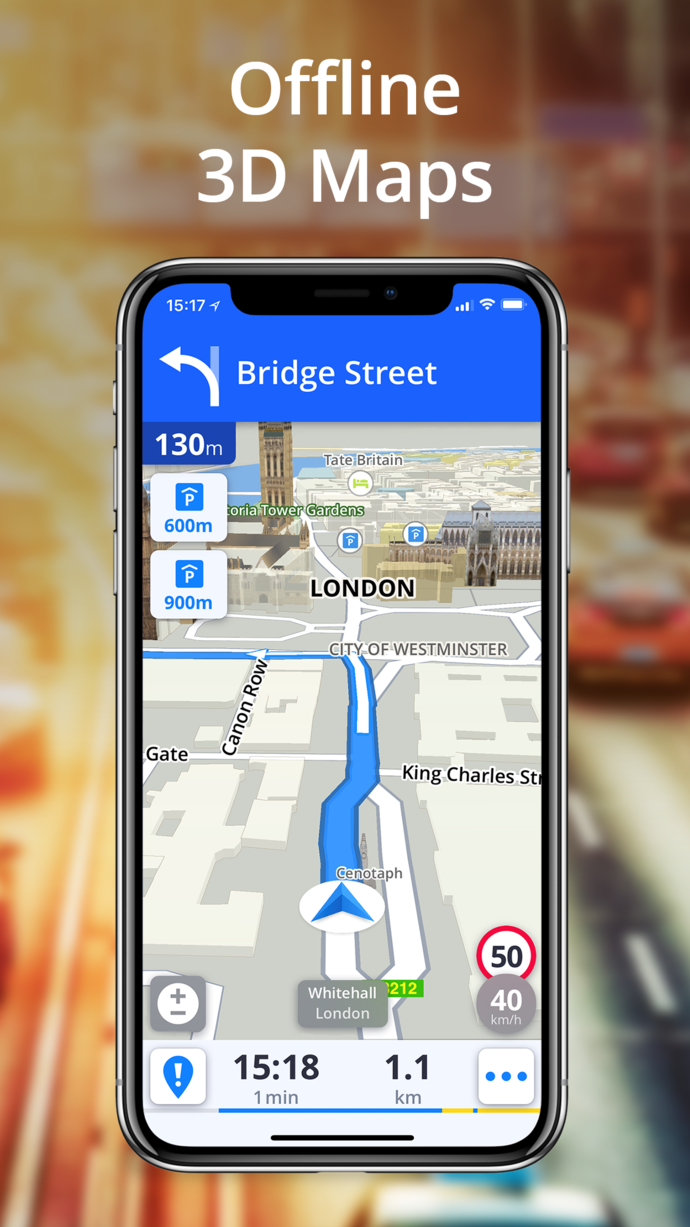 Offline
3D Maps
15:17
Bridge Street
130m
Tate Britain
P
600m
toria Tower Gardens
P
P
P
900m
LONDON
CITY OF WESTMINSTER
Canon Row
Gate
King Charles Str
Cenotaph
50
Whitehall
London
3212
40
km/h
15:18
1 min
1.1
km